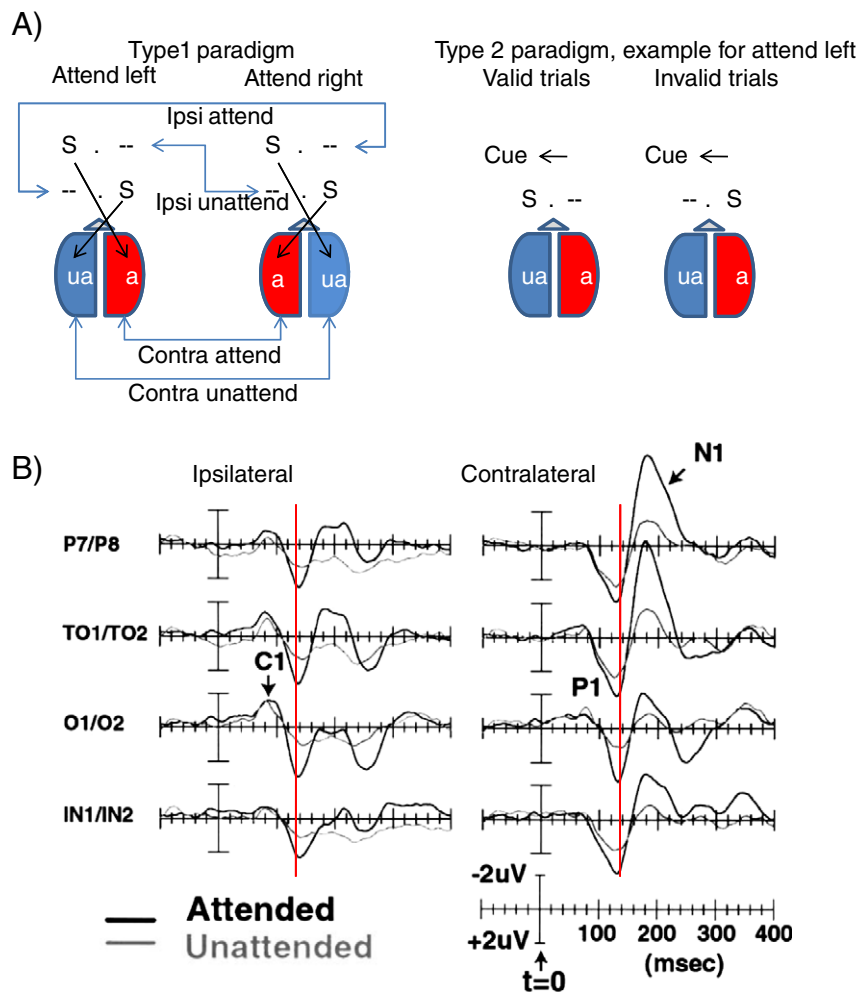 A)
Type1 paradigm
Attend left
Attend right
Ipsi attend
S . --
S . --
-- . S
Ipsi unattend
-- . S
ua
a
a
ua
Contra attend
Contra unattend
Type 2 paradigm, example for attend left
Valid trials
Invalid trials
Cue
Cue
S . --
-- . S
ua
a
ua
a
B)
Ipsilateral
Contralateral
N1
P7/P8
TO1/TO2
C1
P1
O1/O2
IN1/IN2
-2uV
+2uV
100
200
300
400
(msec)
t=0
Attended
Unattended